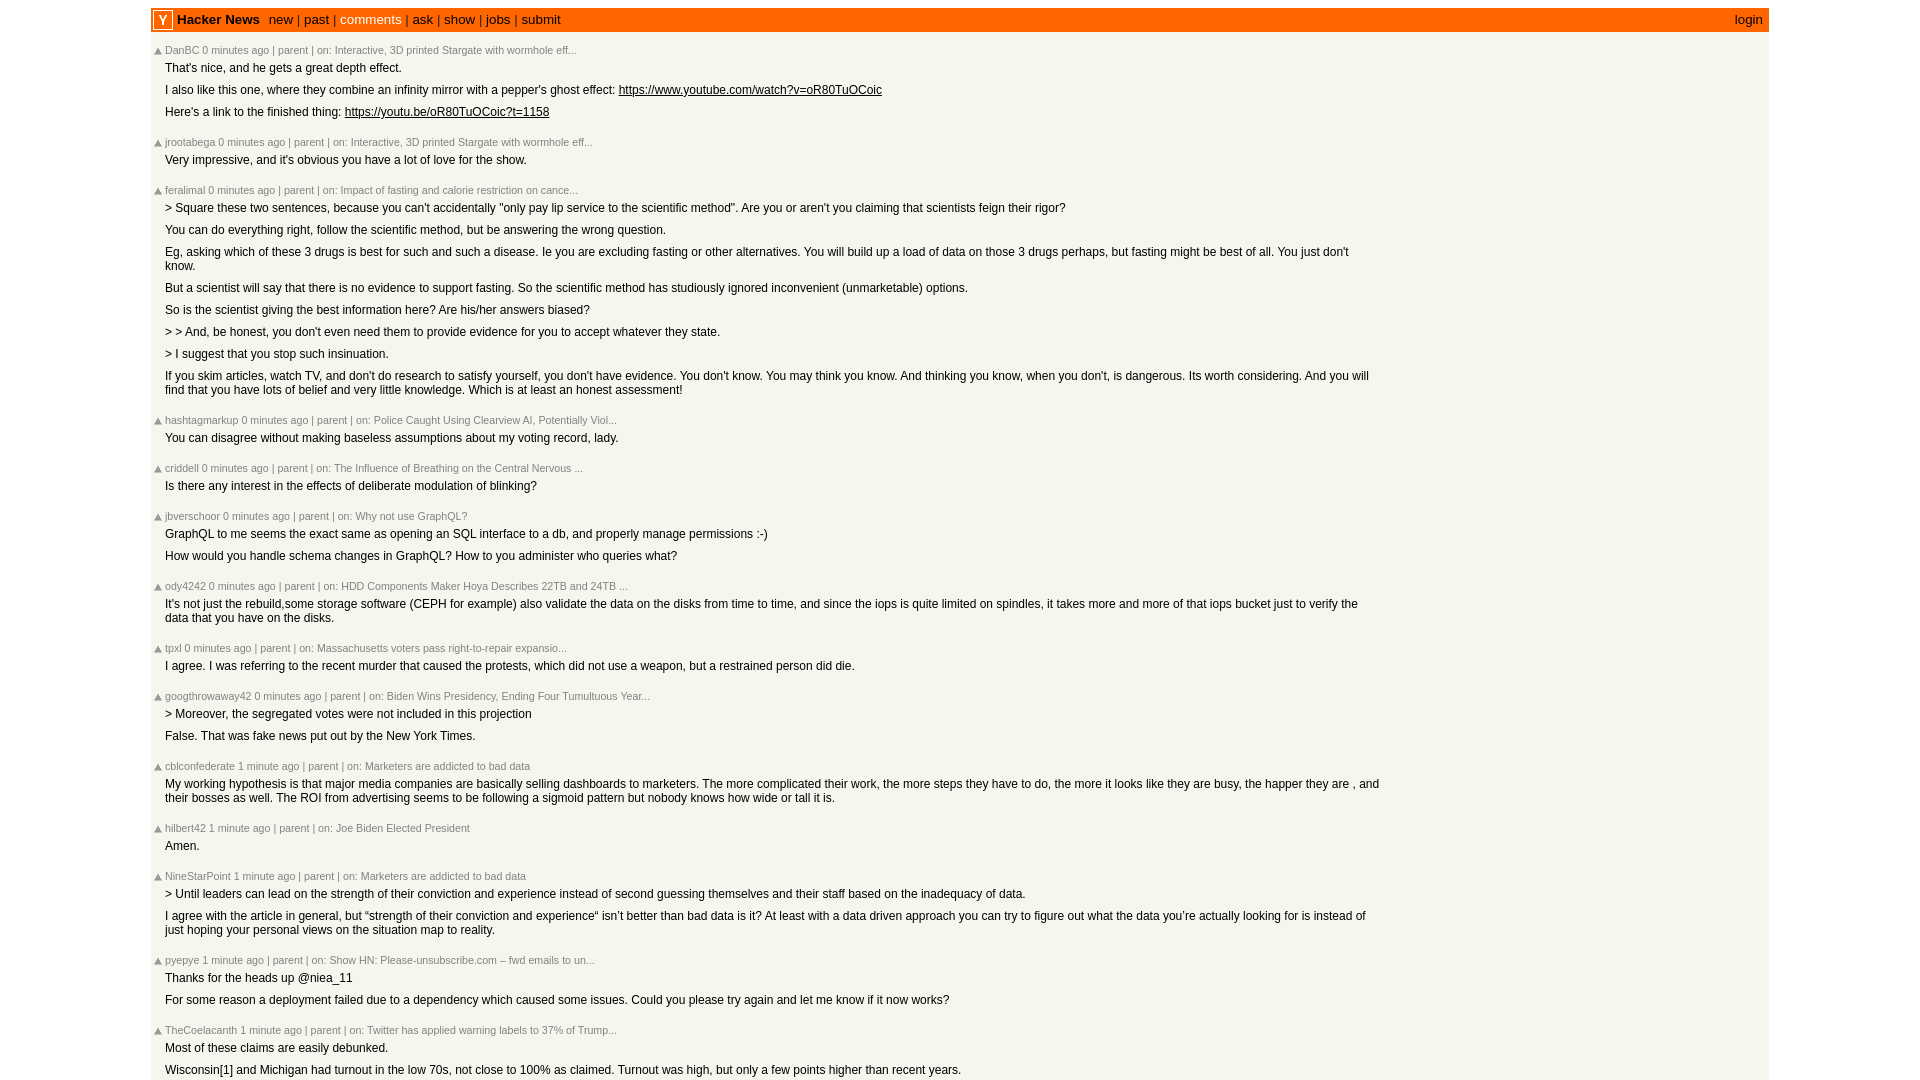 Y Hacker News new | past | comments | ask | show | jobs | submit login
DanBC 0 minutes ago | parent | on: Interactive, 3D printed Stargate with wormhole eff...
That's nice, and he gets a great depth effect.
I also like this one, where they combine an infinity mirror with a pepper's ghost effect: https://www.youtube.com/watch?v=oR80TuOCoic
Here's a link to the finished thing: https://youtu.be/oR80TuOCoic?t=1158
jrootabega 0 minutes ago | parent | on: Interactive, 3D printed Stargate with wormhole eff...
Very impressive, and it's obvious you have a lot of love for the show.
feralimal 0 minutes ago | parent | on: Impact of fasting and calorie restriction on cance...
> Square these two sentences, because you can't accidentally "only pay lip service to the scientific method". Are you or aren't you claiming that scientists feign their rigor?
You can do everything right, follow the scientific method, but be answering the wrong question.
Eg, asking which of these 3 drugs is best for such and such a disease. Ie you are excluding fasting or other alternatives. You will build up a load of data on those 3 drugs perhaps, but fasting might be best of all. You just don't
know.
But a scientist will say that there is no evidence to support fasting. So the scientific method has studiously ignored inconvenient (unmarketable) options.
So is the scientist giving the best information here? Are his/her answers biased?
> > And, be honest, you don't even need them to provide evidence for you to accept whatever they state.
> I suggest that you stop such insinuation.
If you skim articles, watch TV, and don't do research to satisfy yourself, you don't have evidence. You don't know. You may think you know. And thinking you know, when you don't, is dangerous. Its worth considering. And you will
find that you have lots of belief and very little knowledge. Which is at least an honest assessment!
hashtagmarkup 0 minutes ago | parent | on: Police Caught Using Clearview AI, Potentially Viol...
You can disagree without making baseless assumptions about my voting record, lady.
criddell 0 minutes ago | parent | on: The Influence of Breathing on the Central Nervous ...
Is there any interest in the effects of deliberate modulation of blinking?
jbverschoor 0 minutes ago | parent | on: Why not use GraphQL?
GraphQL to me seems the exact same as opening an SQL interface to a db, and properly manage permissions :-)
How would you handle schema changes in GraphQL? How to you administer who queries what?
ody4242 0 minutes ago | parent | on: HDD Components Maker Hoya Describes 22TB and 24TB ...
It's not just the rebuild,some storage software (CEPH for example) also validate the data on the disks from time to time, and since the iops is quite limited on spindles, it takes more and more of that iops bucket just to verify the
data that you have on the disks.
tpxl 0 minutes ago | parent | on: Massachusetts voters pass right-to-repair expansio...
I agree. I was referring to the recent murder that caused the protests, which did not use a weapon, but a restrained person did die.
googthrowaway42 0 minutes ago | parent | on: Biden Wins Presidency, Ending Four Tumultuous Year...
> Moreover, the segregated votes were not included in this projection
False. That was fake news put out by the New York Times.
cblconfederate 1 minute ago | parent | on: Marketers are addicted to bad data
My working hypothesis is that major media companies are basically selling dashboards to marketers. The more complicated their work, the more steps they have to do, the more it looks like they are busy, the happer they are , and
their bosses as well. The ROI from advertising seems to be following a sigmoid pattern but nobody knows how wide or tall it is.
hilbert42 1 minute ago | parent | on: Joe Biden Elected President
Amen.
NineStarPoint 1 minute ago | parent | on: Marketers are addicted to bad data
> Until leaders can lead on the strength of their conviction and experience instead of second guessing themselves and their staff based on the inadequacy of data.
I agree with the article in general, but “strength of their conviction and experience“ isn’t better than bad data is it? At least with a data driven approach you can try to figure out what the data you’re actually looking for is instead of
just hoping your personal views on the situation map to reality.
pyepye 1 minute ago | parent | on: Show HN: Please-unsubscribe.com – fwd emails to un...
Thanks for the heads up @niea_11
For some reason a deployment failed due to a dependency which caused some issues. Could you please try again and let me know if it now works?
TheCoelacanth 1 minute ago | parent | on: Twitter has applied warning labels to 37% of Trump...
Most of these claims are easily debunked.
Wisconsin[1] and Michigan had turnout in the low 70s, not close to 100% as claimed. Turnout was high, but only a few points higher than recent years.